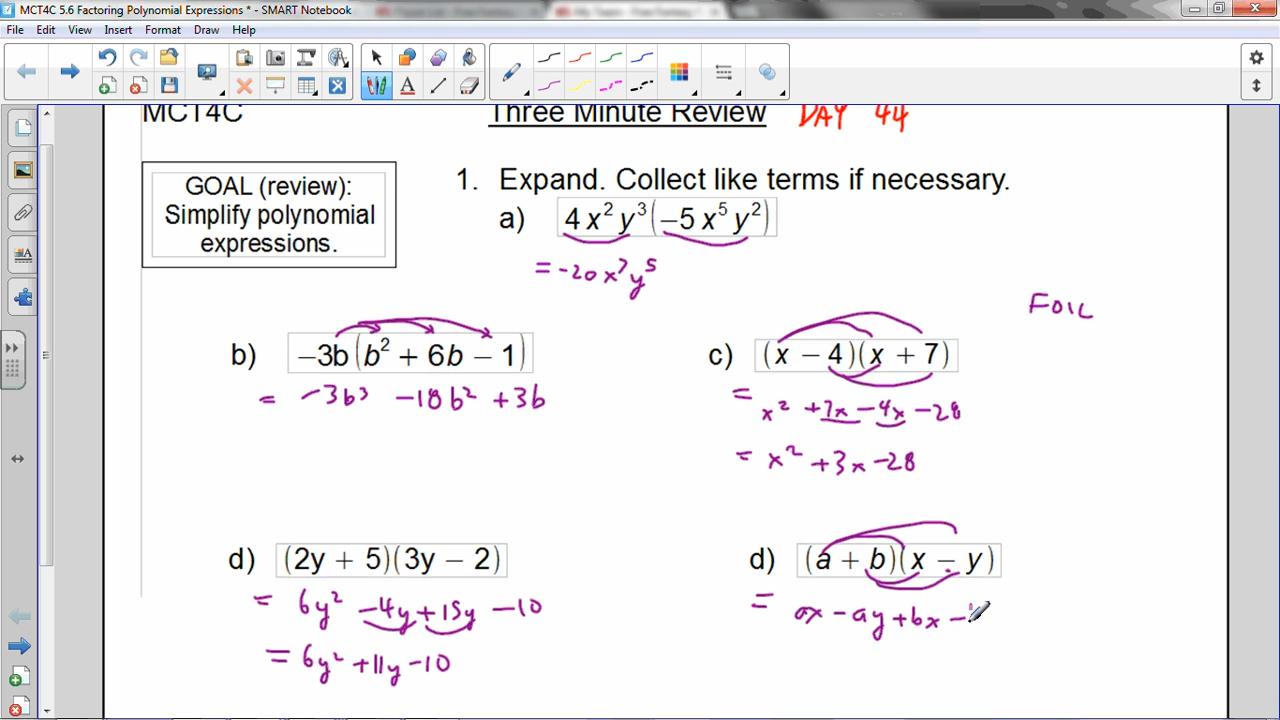 MCT4C 5.6 Factoring Polynomial Expressions * - SMART Notebook
File Edit View Insert Format Draw Help
MCT4C Three Minute Review DAY 44
GOAL (review):
Simplify polynomial
expressions.
1. Expand. Collect like terms if necessary.
a) 4x²y³(−5x⁵y²)
= -20x⁷y⁵
FOIL
b) −3b(b² + 6b − 1)
= −3b³ −18b² +3b
c) (x − 4)(x + 7)
= x² +7x −4x −28
= x² +3x −28
d) (2y + 5)(3y − 2)
= 6y² −4y +15y −10
= 6y² +11y −10
d) (a + b)(x − y)
= ax − ay + bx −